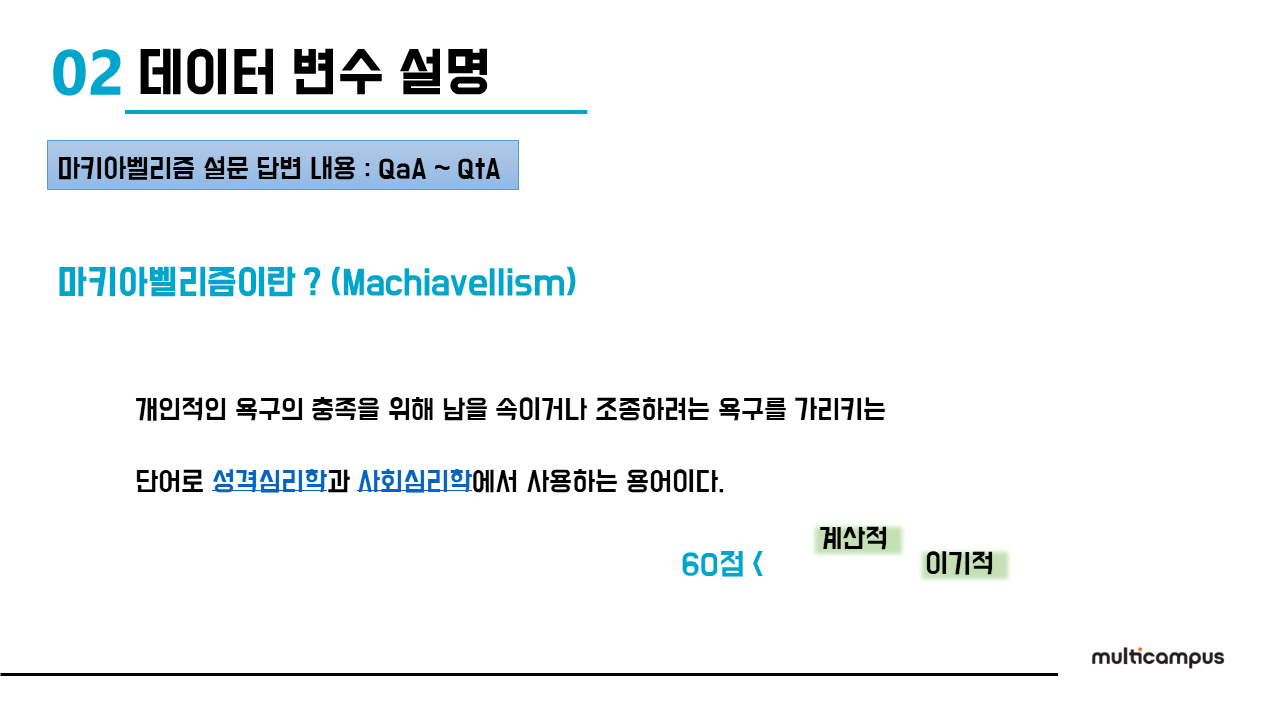 02 데이터 변수 설명
마키아벨리즘 설문 답변 내용 : QaA ~ QtA
마키아벨리즘이란 ? (Machiavellism)
개인적인 욕구의 충족을 위해 남을 속이거나 조종하려는 욕구를 가리키는
단어로 성격심리학과 사회심리학에서 사용하는 용어이다.
계산적
60점 <
이기적
multicampus